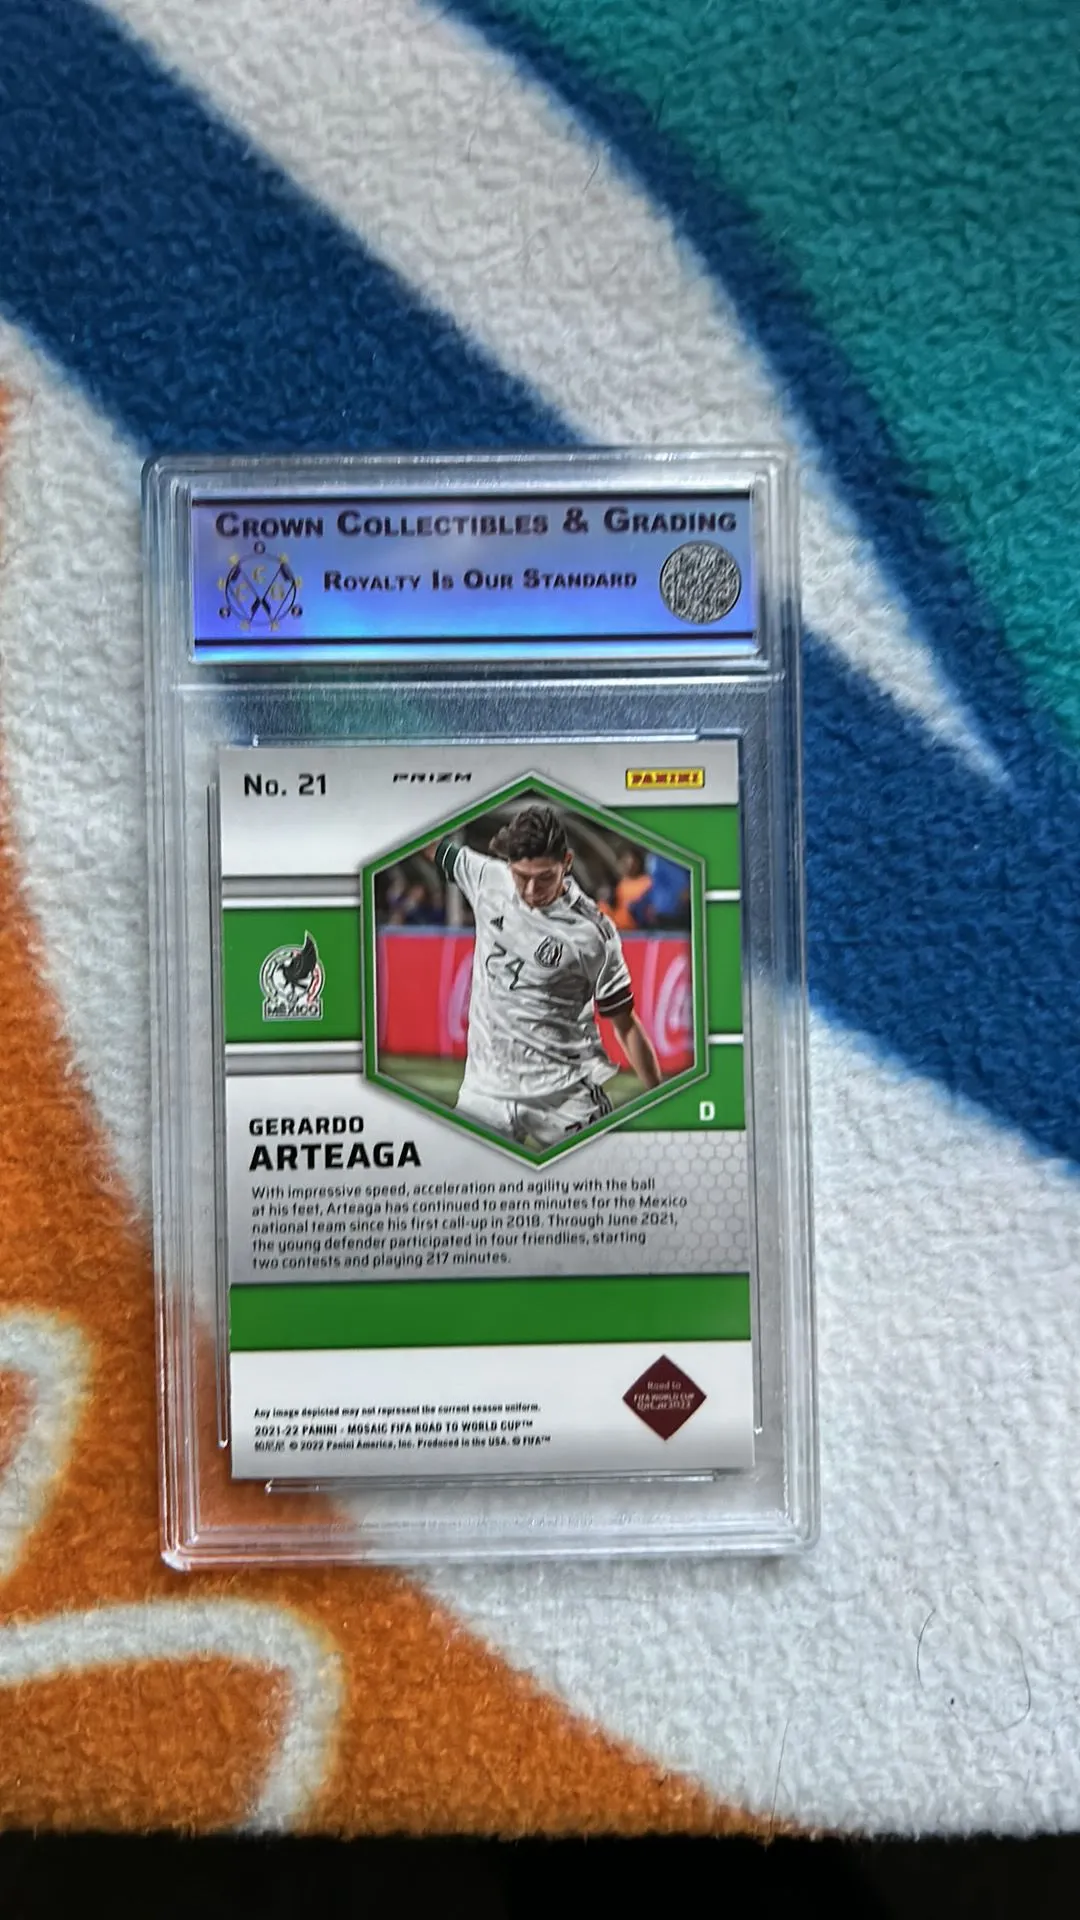 CROWN COLLECTIBLES & GRADING
ROYALTY IS OUR STANDARD
No. 21
PRIZM
PANINI
24
MEXICO
D
GERARDO
ARTEAGA
With impressive speed, acceleration and agility with the ball
at his feet, Arteaga has continued to earn minutes for the Mexico
national team since his first call-up in 2018. Through June 2021,
the young defender participated in four friendlies, starting
two contests and playing 217 minutes.
Road to
FIFA WORLD CUP
Any image depicted may not represent the current season uniform.
2021-22 PANINI - MOSAIC FIFA ROAD TO WORLD CUP™
© 2022 Panini America, Inc. Produced in the USA. © FIFA™